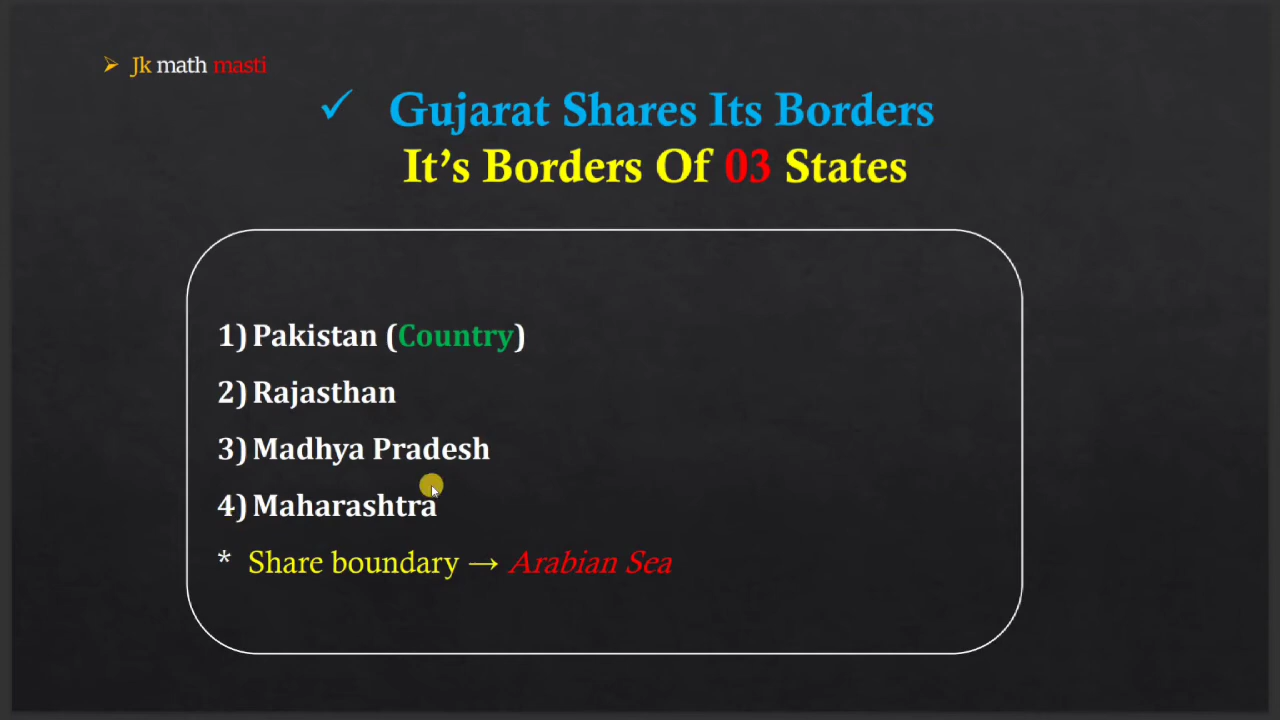 ➢ Jk math masti
✓ Gujarat Shares Its Borders
It’s Borders Of 03 States
1) Pakistan (Country)
2) Rajasthan
3) Madhya Pradesh
4) Maharashtra
* Share boundary → Arabian Sea